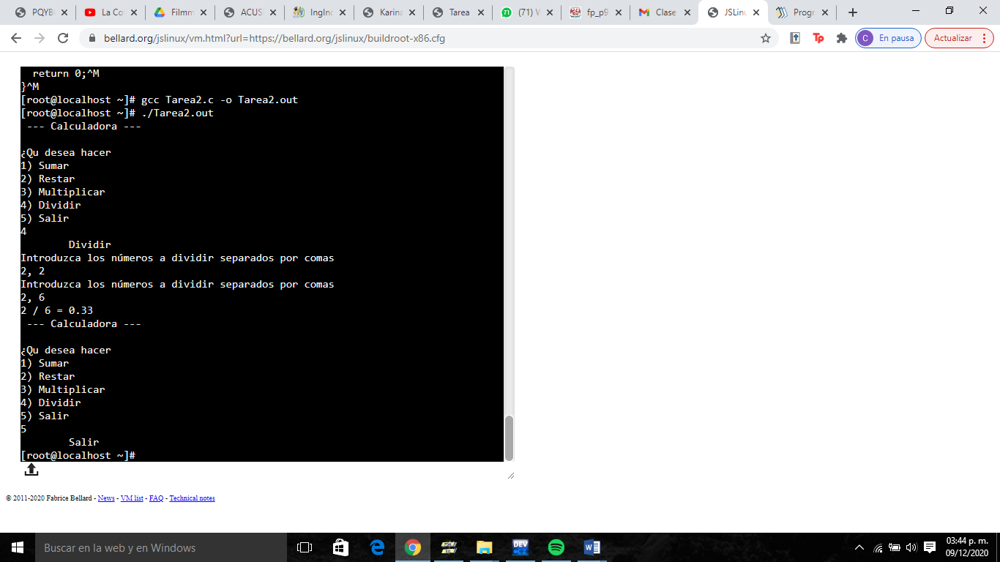 PQYB
La Co
Filmm
ACUS
IngInd
Karina
Tarea
(71) W
fp_p9
Clase
JSLinu
Progr
bellard.org/jslinux/vm.html?url=https://bellard.org/jslinux/buildroot-x86.cfg
Tp
C
En pausa
Actualizar
return 0;^M
}^M
[root@localhost ~]# gcc Tarea2.c -o Tarea2.out
[root@localhost ~]# ./Tarea2.out
--- Calculadora ---
¿Qu desea hacer
1) Sumar
2) Restar
3) Multiplicar
4) Dividir
5) Salir
4
Dividir
Introduzca los números a dividir separados por comas
2, 2
Introduzca los números a dividir separados por comas
2, 6
2 / 6 = 0.33
--- Calculadora ---
¿Qu desea hacer
1) Sumar
2) Restar
3) Multiplicar
4) Dividir
5) Salir
5
Salir
[root@localhost ~]#
© 2011-2020 Fabrice Bellard - News - VM list - FAQ - Technical notes
Buscar en la web y en Windows
DEV
03:44 p. m.
09/12/2020